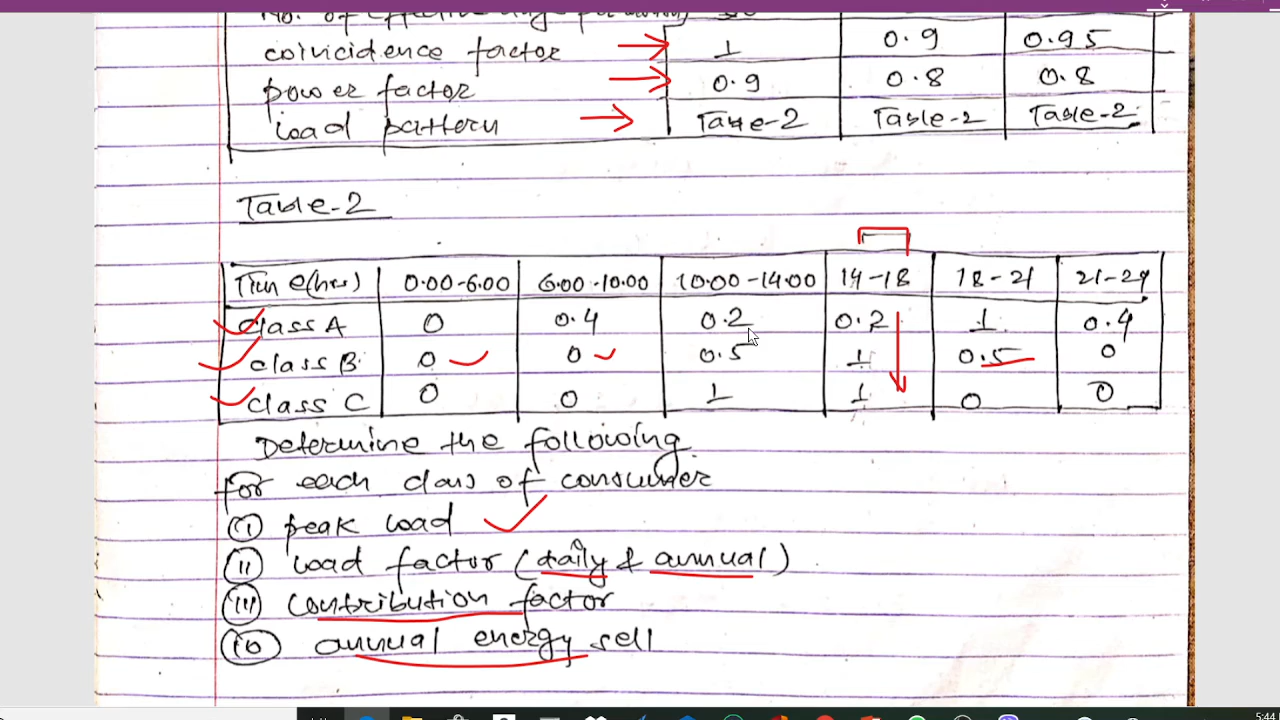 coincidence factor 1 0.9 0.95
power factor 0.9 0.8 0.8
Load pattern Table-2 Table-2 Table-2
Table-2
Time(hrs) 0.00-6.00 6.00-10.00 10.00-14.00 14-18 18-21 21-24
class A 0 0.4 0.2 0.2 1 0.4
class B 0 0 0.5 1 0.5 0
class C 0 0 1 1 0 0
Determine the following
for each class of consumer
(i) peak load
(ii) load factor (daily & annual)
(iii) contribution factor
(iv) annual energy sell
5:44